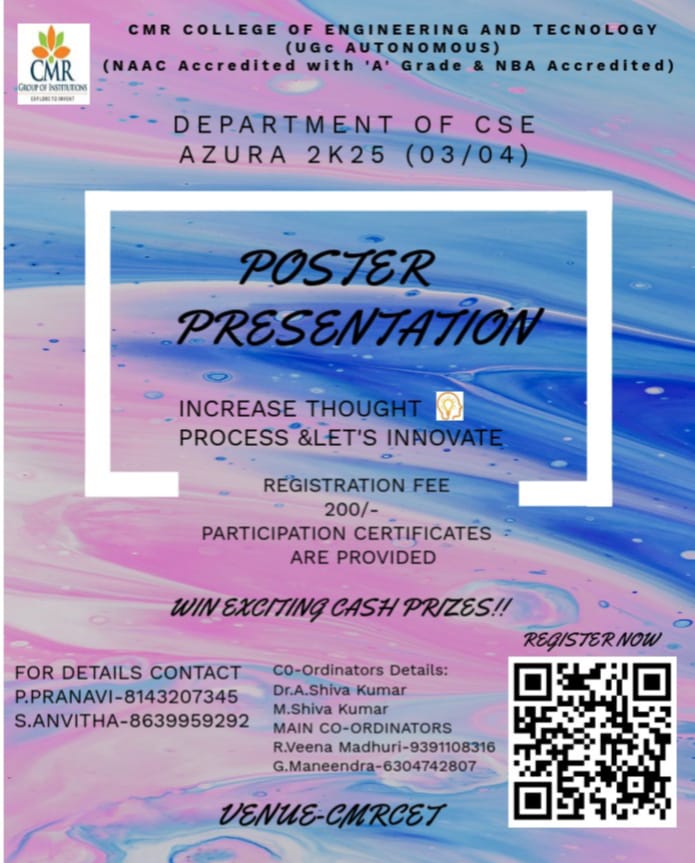 CMR COLLEGE OF ENGINEERING AND TECNOLOGY
(UGc AUTONOMOUS)
(NAAC Accredited with 'A' Grade & NBA Accredited)
CMR
GROUP OF INSTITUTIONS
EXPLORE TO INVENT
DEPARTMENT OF CSE
AZURA 2K25 (03/04)
POSTER
PRESENTATION
INCREASE THOUGHT
PROCESS &LET'S INNOVATE
REGISTRATION FEE
200/-
PARTICIPATION CERTIFICATES
ARE PROVIDED
WIN EXCITING CASH PRIZES!!
REGISTER NOW
FOR DETAILS CONTACT
P.PRANAVI-8143207345
S.ANVITHA-8639959292
CO-Ordinators Details:
Dr.A.Shiva Kumar
M.Shiva Kumar
MAIN CO-ORDINATORS
R.Veena Madhuri-9391108316
G.Maneendra-6304742807
VENUE-CMRCET